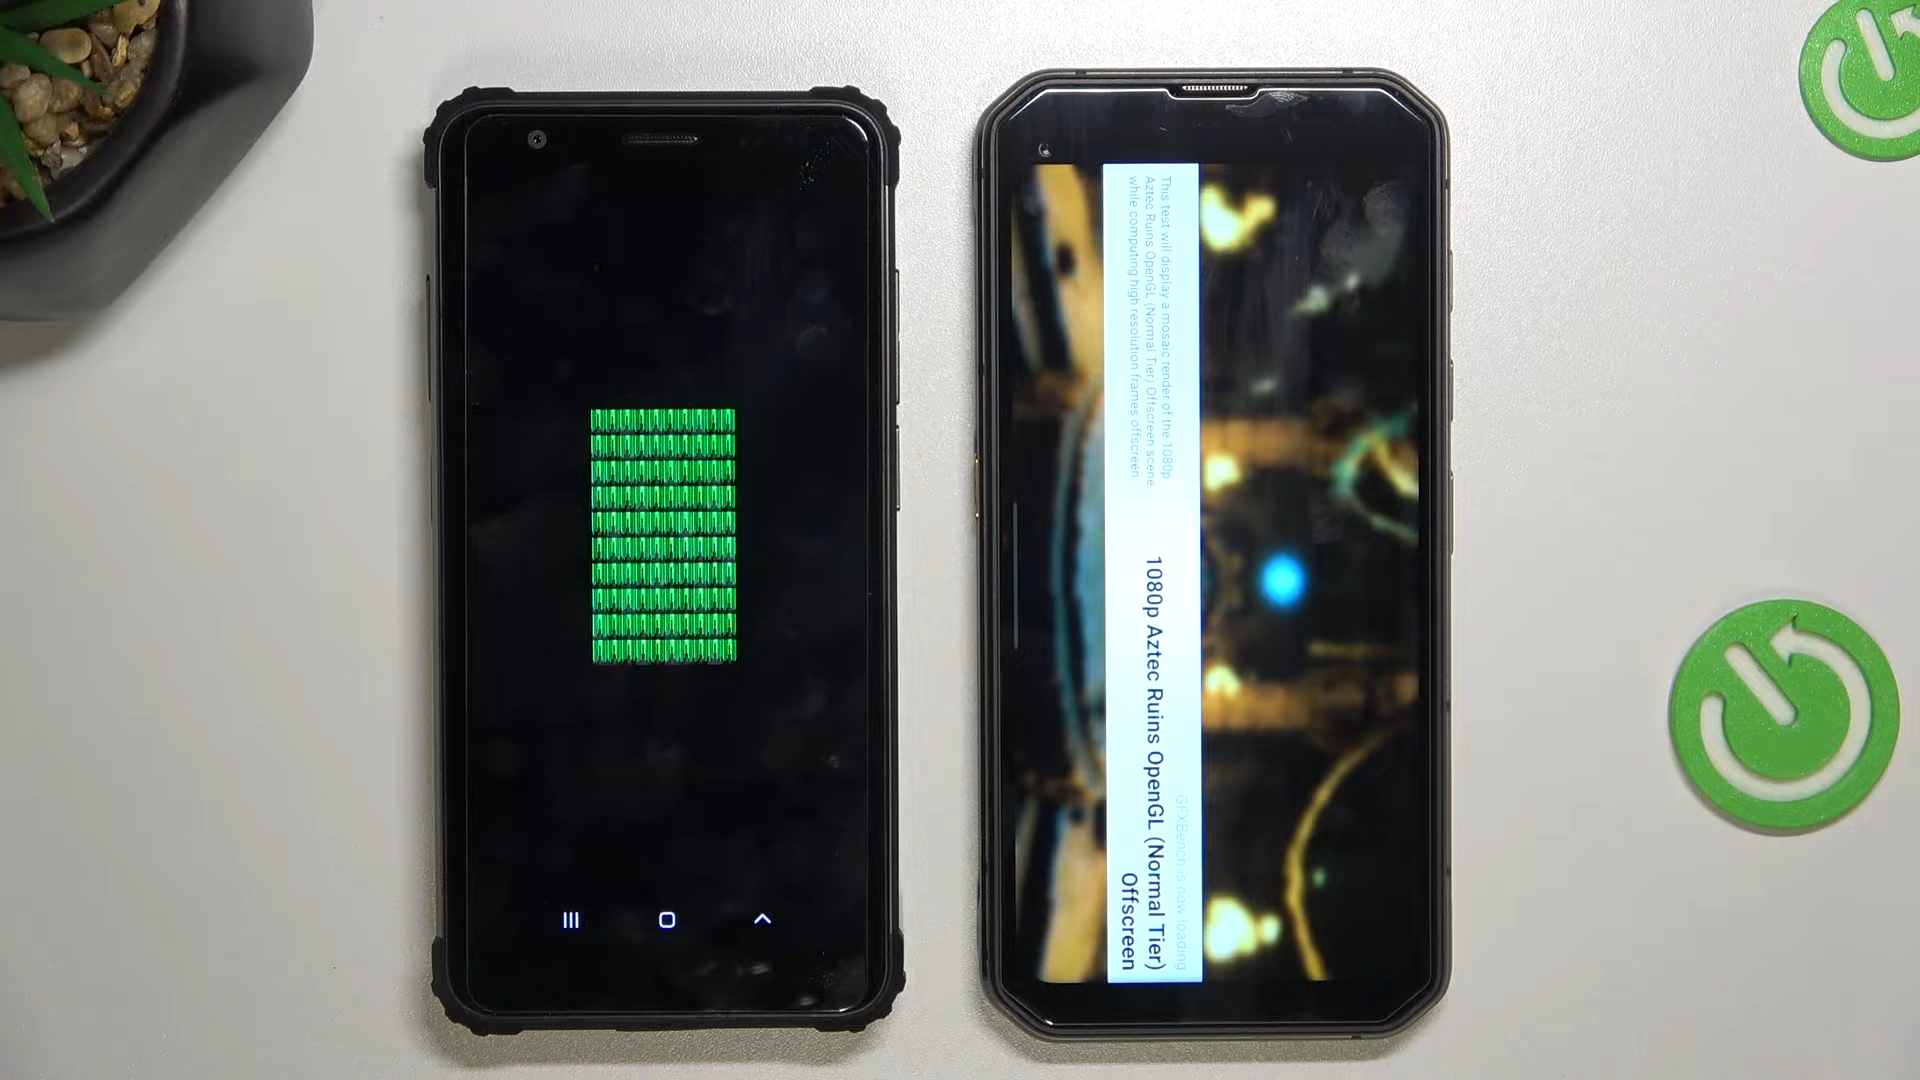 GFXBench is now loading
1080p Aztec Ruins OpenGL (Normal Tier)
Offscreen
This test will display a mosaic render of the 1080p
Aztec Ruins OpenGL (Normal Tier) Offscreen scene
while computing high resolution frames offscreen